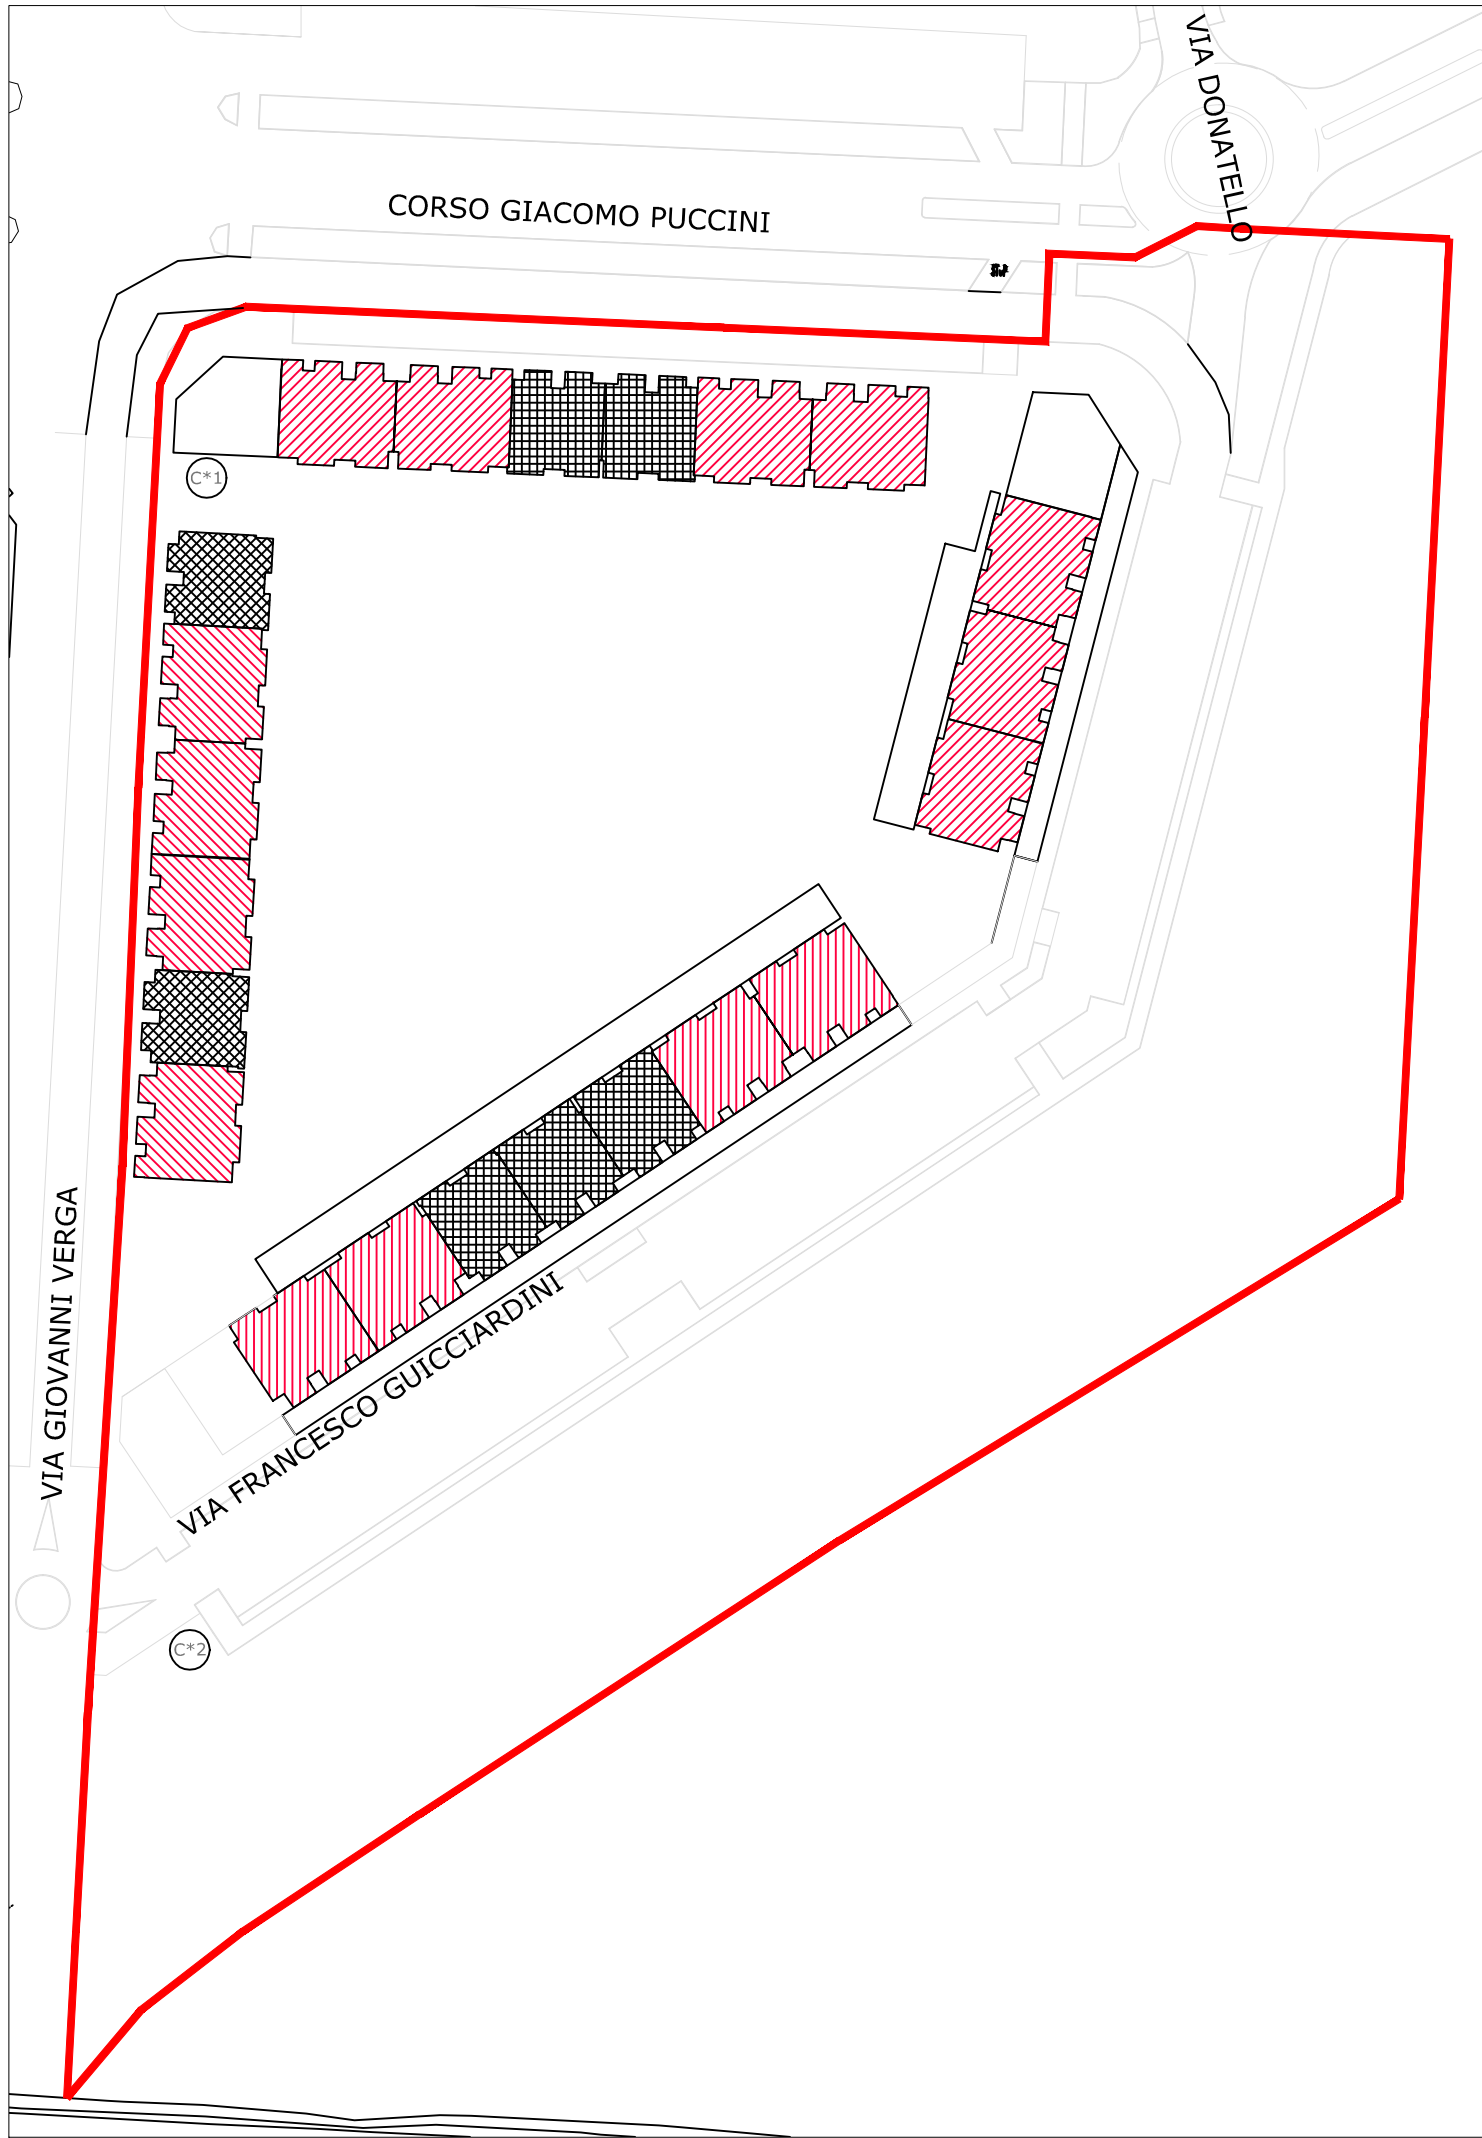 VIA DONATELLO
CORSO GIACOMO PUCCINI
C*1
VIA GIOVANNI VERGA
VIA FRANCESCO GUICCIARDINI
C*2